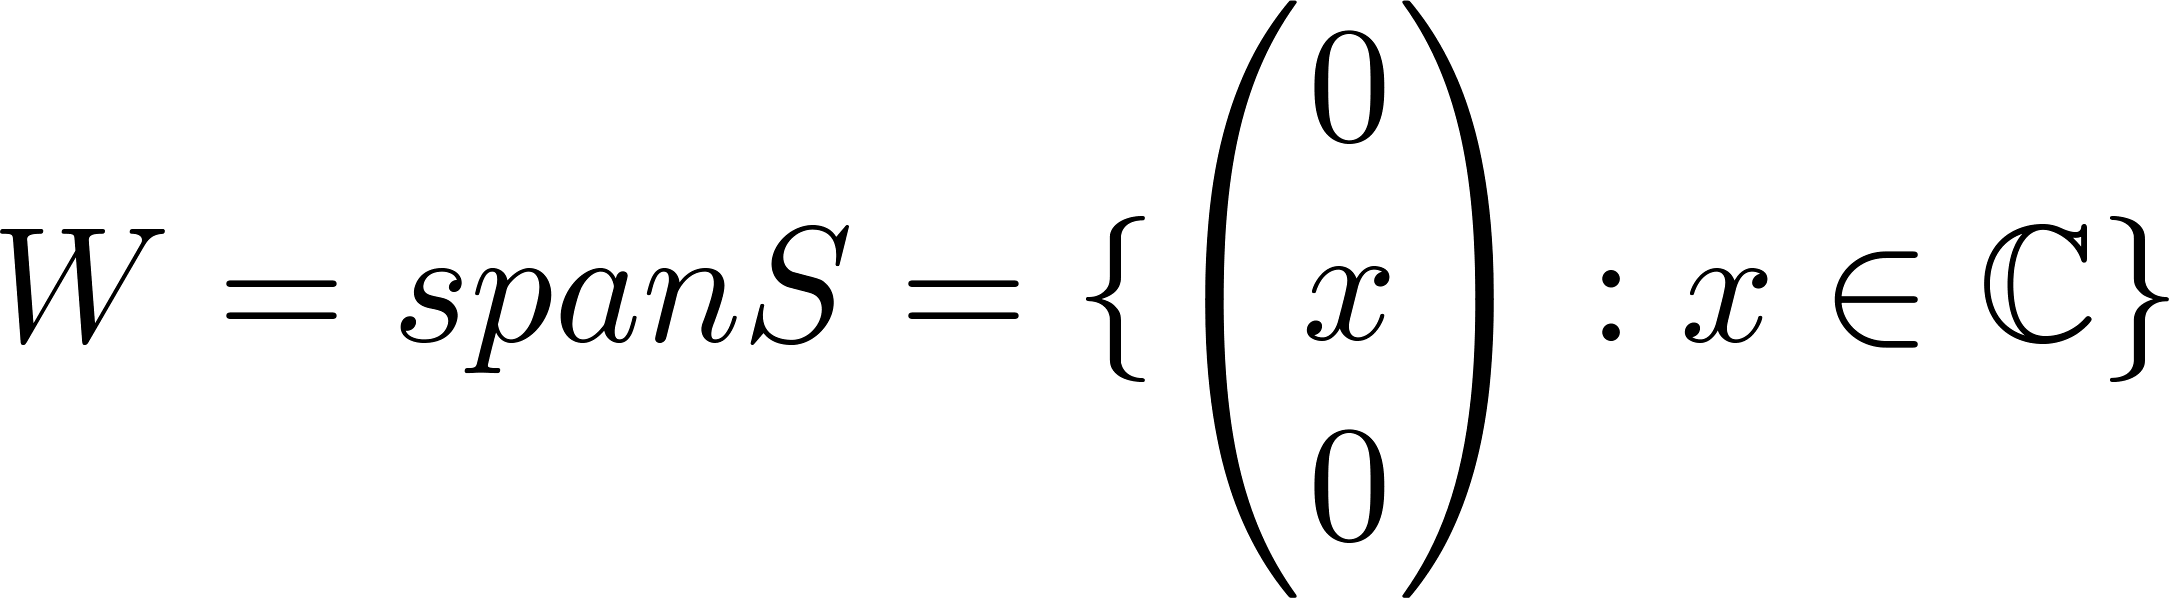 W = spanS = {(0 x 0) : x ∈ ℂ}